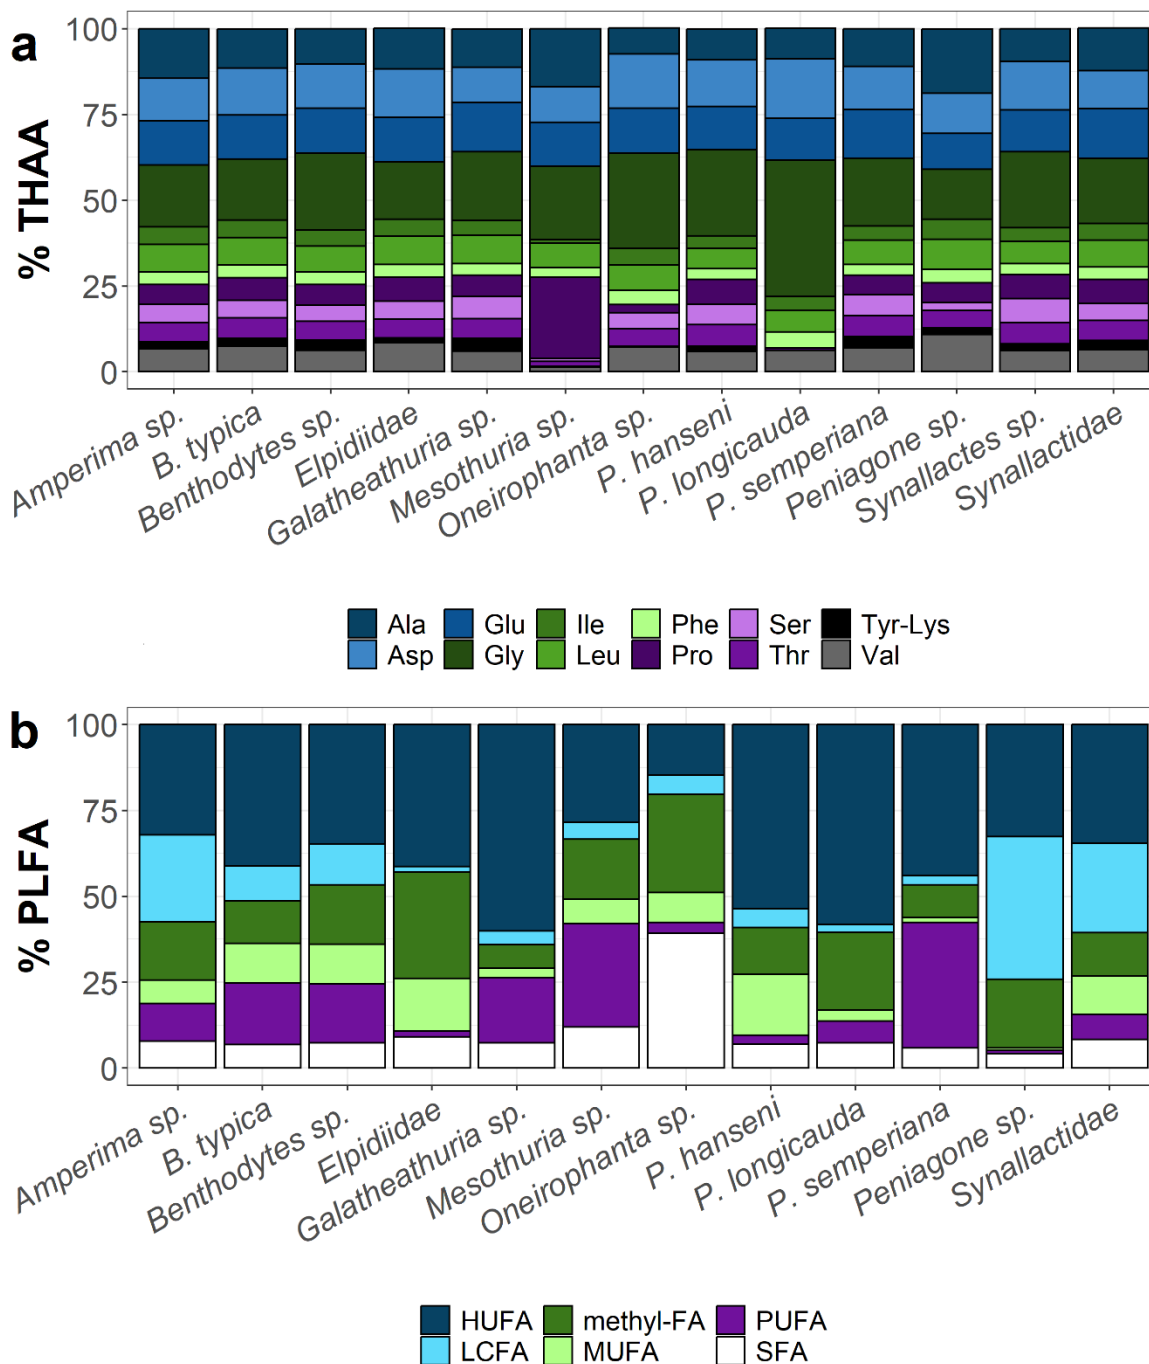 a
% THAA
100
75
50
25
0
Amperima sp.
B. typica
Benthodytes sp.
Elpidiidae
Galatheathuria sp.
Mesothuria sp.
Oneirophanta sp.
P. hanseni
P. longicauda
P. semperiana
Peniagone sp.
Synallactes sp.
Synallactidae
Ala Glu Ile Phe Ser Tyr-Lys
Asp Gly Leu Pro Thr Val
b
% PLFA
100
75
50
25
0
Amperima sp.
B. typica
Benthodytes sp.
Elpidiidae
Galatheathuria sp.
Mesothuria sp.
Oneirophanta sp.
P. hanseni
P. longicauda
P. semperiana
Peniagone sp.
Synallactidae
HUFA methyl-FA PUFA
LCFA MUFA SFA